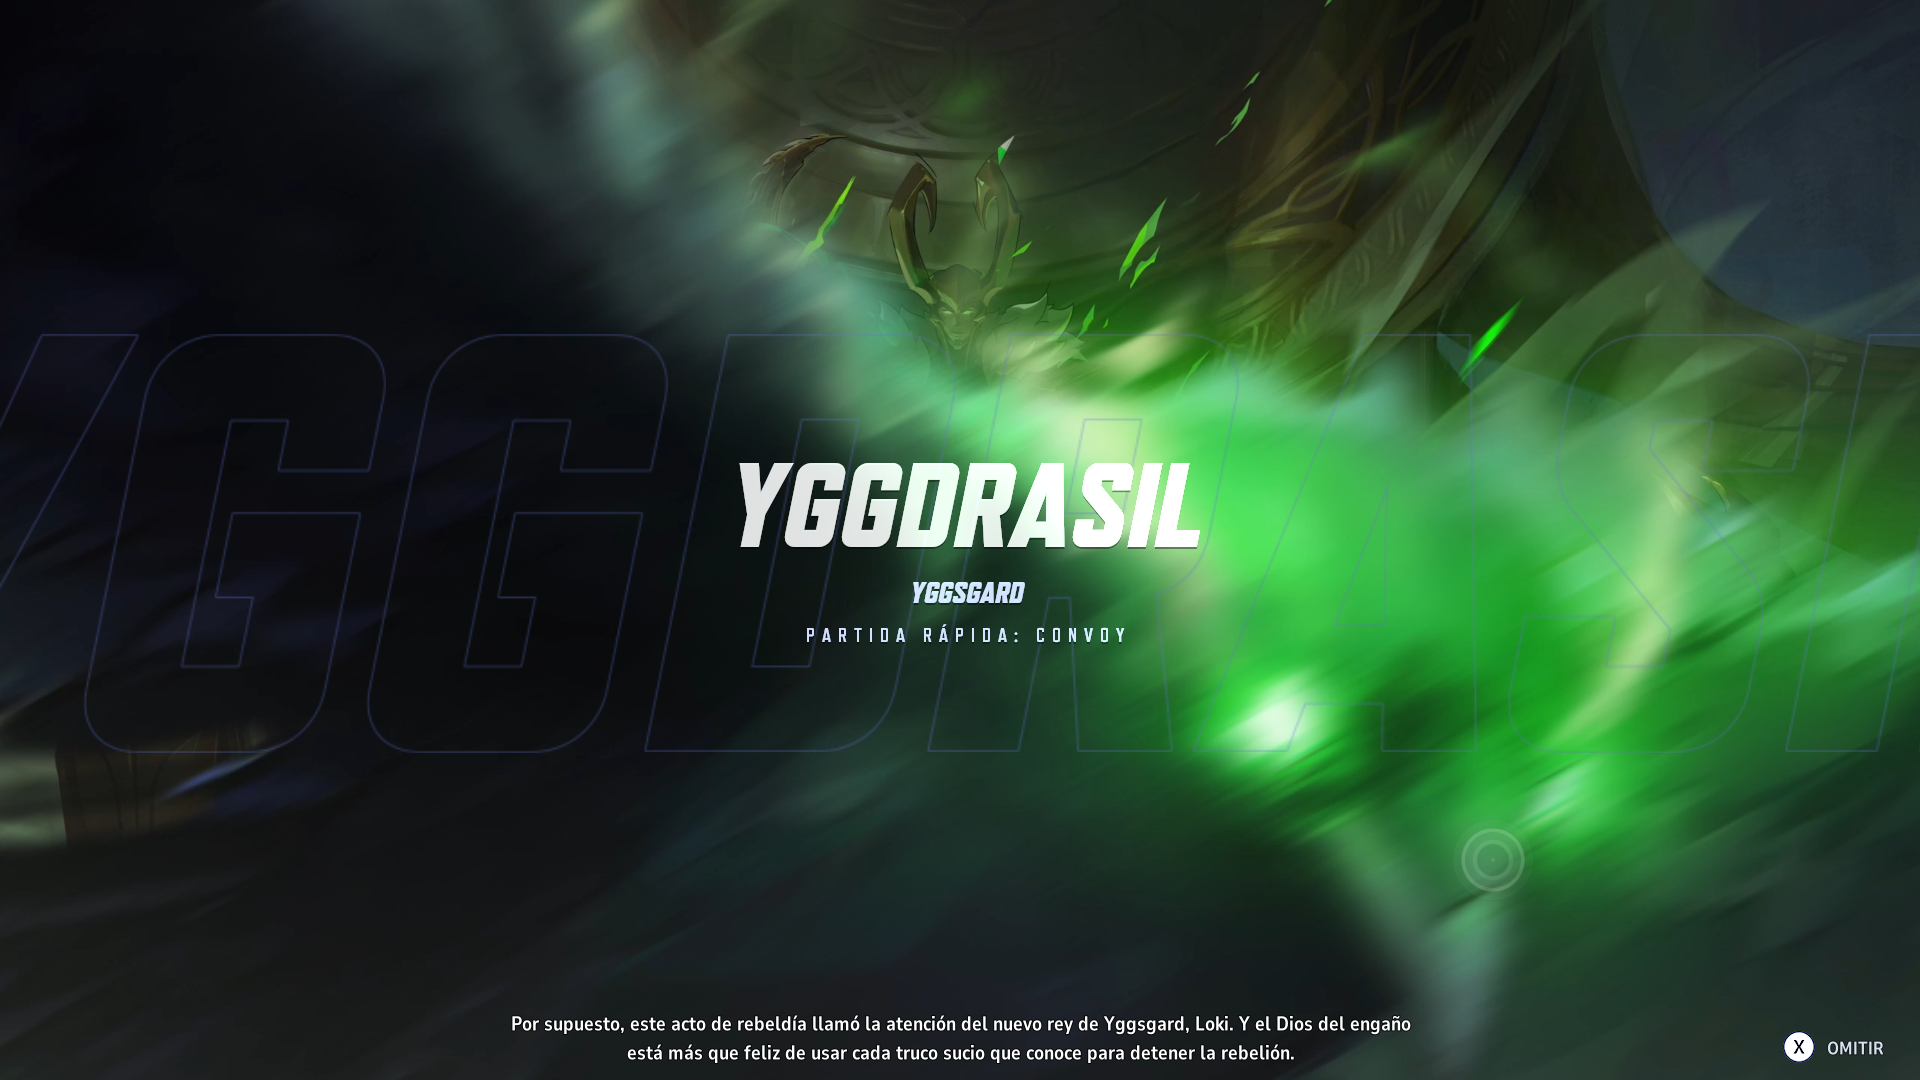 YGGDRASIL
YGGSGARD
PARTIDA RÁPIDA: CONVOY
Por supuesto, este acto de rebeldía llamó la atención del nuevo rey de Yggsgard, Loki. Y el Dios del engaño
está más que feliz de usar cada truco sucio que conoce para detener la rebelión.
X OMITIR